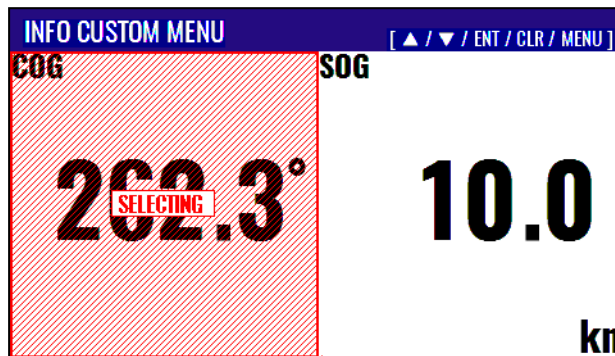 INFO CUSTOM MENU [ ▲ / ▼ / ENT / CLR / MENU ]
COG SOG
262.3° 10.0
SELECTING